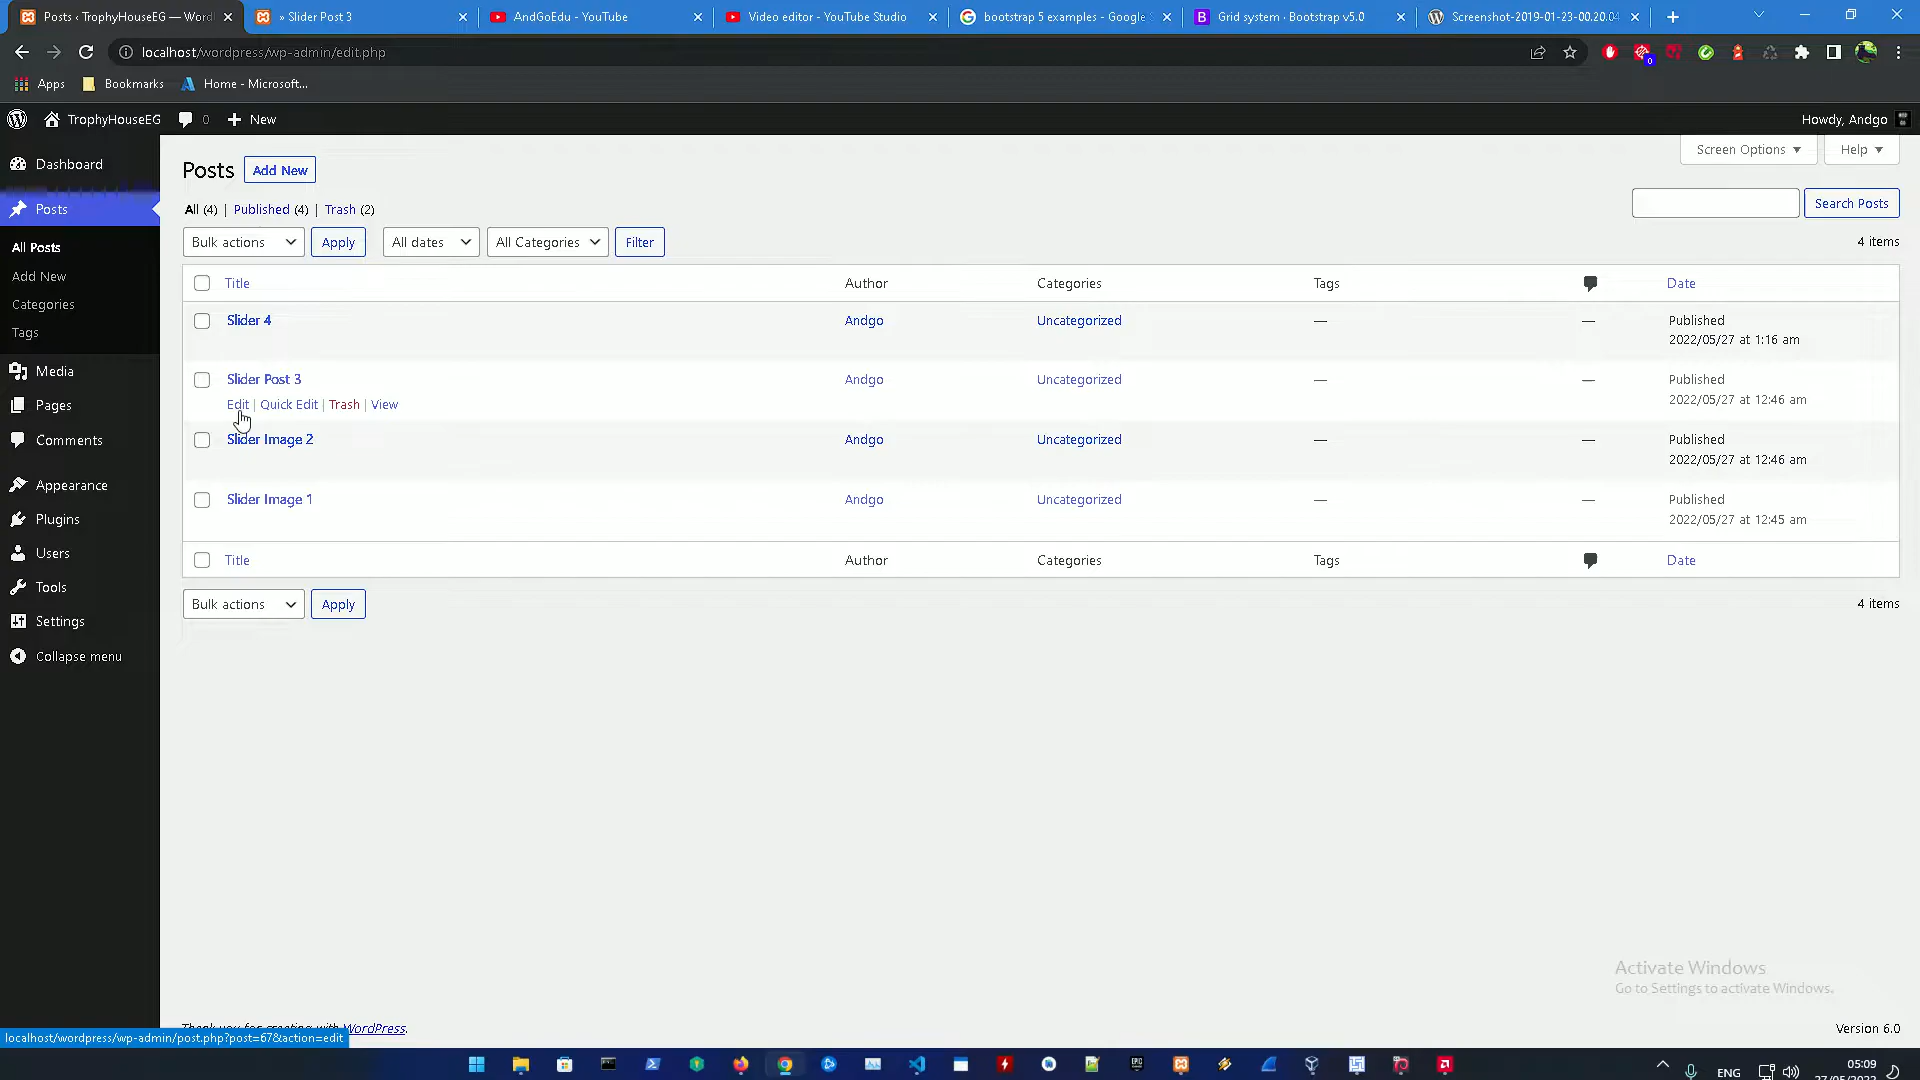 Posts ‹ TrophyHouseEG — Word
» Slider Post 3
AndGoEdu - YouTube
Video editor - YouTube Studio
bootstrap 5 examples - Google
Grid system · Bootstrap v5.0
Screenshot-2019-01-23-00.20.04
localhost/wordpress/wp-admin/edit.php
Apps
Bookmarks
Home - Microsoft...
TrophyHouseEG
0
New
Howdy, Andgo
Dashboard
Posts
All Posts
Add New
Categories
Tags
Media
Pages
Comments
Appearance
Plugins
Users
Tools
Settings
Collapse menu
Screen Options
Help
Posts
Add New
All (4) | Published (4) | Trash (2)
Search Posts
Bulk actions
Apply
All dates
All Categories
Filter
4 items
Title Author Categories Tags Date
Slider 4 Andgo Uncategorized — — Published
2022/05/27 at 1:16 am
Slider Post 3 Andgo Uncategorized — — Published
Edit | Quick Edit | Trash | View 2022/05/27 at 12:46 am
Slider Image 2 Andgo Uncategorized — — Published
2022/05/27 at 12:46 am
Slider Image 1 Andgo Uncategorized — — Published
2022/05/27 at 12:45 am
Title Author Categories Tags Date
Bulk actions
Apply
4 items
Activate Windows
Go to Settings to activate Windows.
Thank you for creating with WordPress.
Version 6.0
localhost/wordpress/wp-admin/post.php?post=67&action=edit
ENG
05:09
27/05/2022